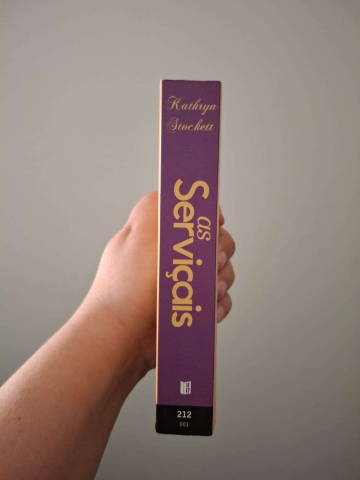 Kathryn
Stockett
as
Serviçais
212
001